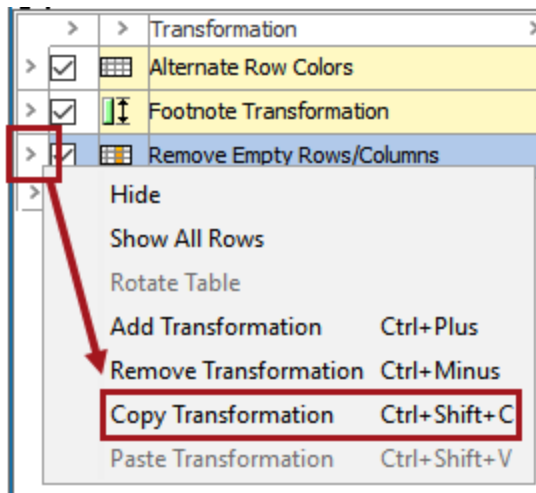 Transformation
Alternate Row Colors
Footnote Transformation
Remove Empty Rows/Columns
Hide
Show All Rows
Rotate Table
Add Transformation Ctrl+Plus
Remove Transformation Ctrl+Minus
Copy Transformation Ctrl+Shift+C
Paste Transformation Ctrl+Shift+V